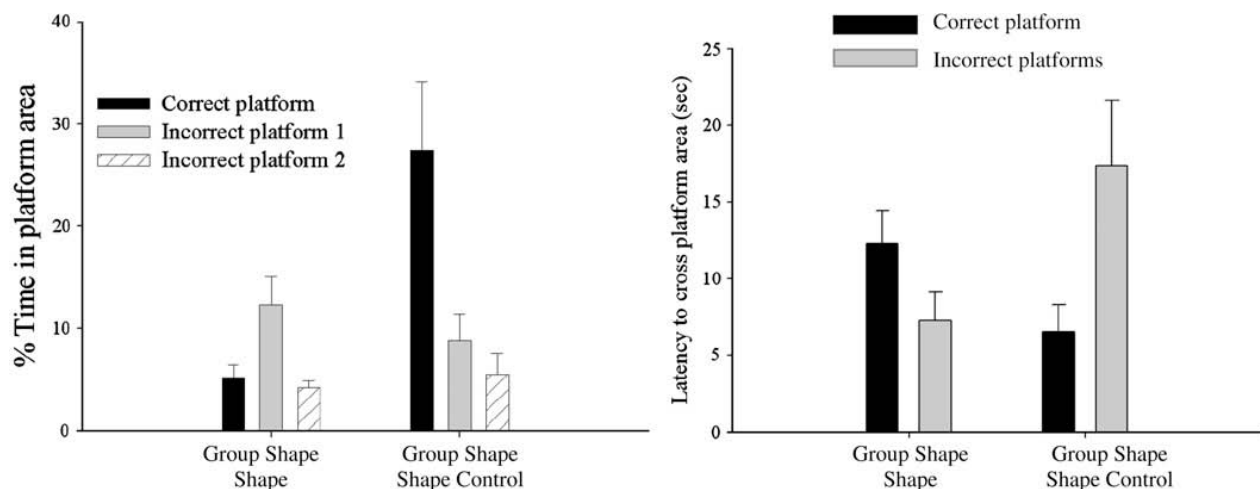 % Time in platform area
40
30
20
10
0
Correct platform
Incorrect platform 1
Incorrect platform 2
Group Shape
Shape
Group Shape
Shape Control
Correct platform
Incorrect platforms
Latency to cross platform area (sec)
25
20
15
10
5
0
Group Shape
Shape
Group Shape
Shape Control